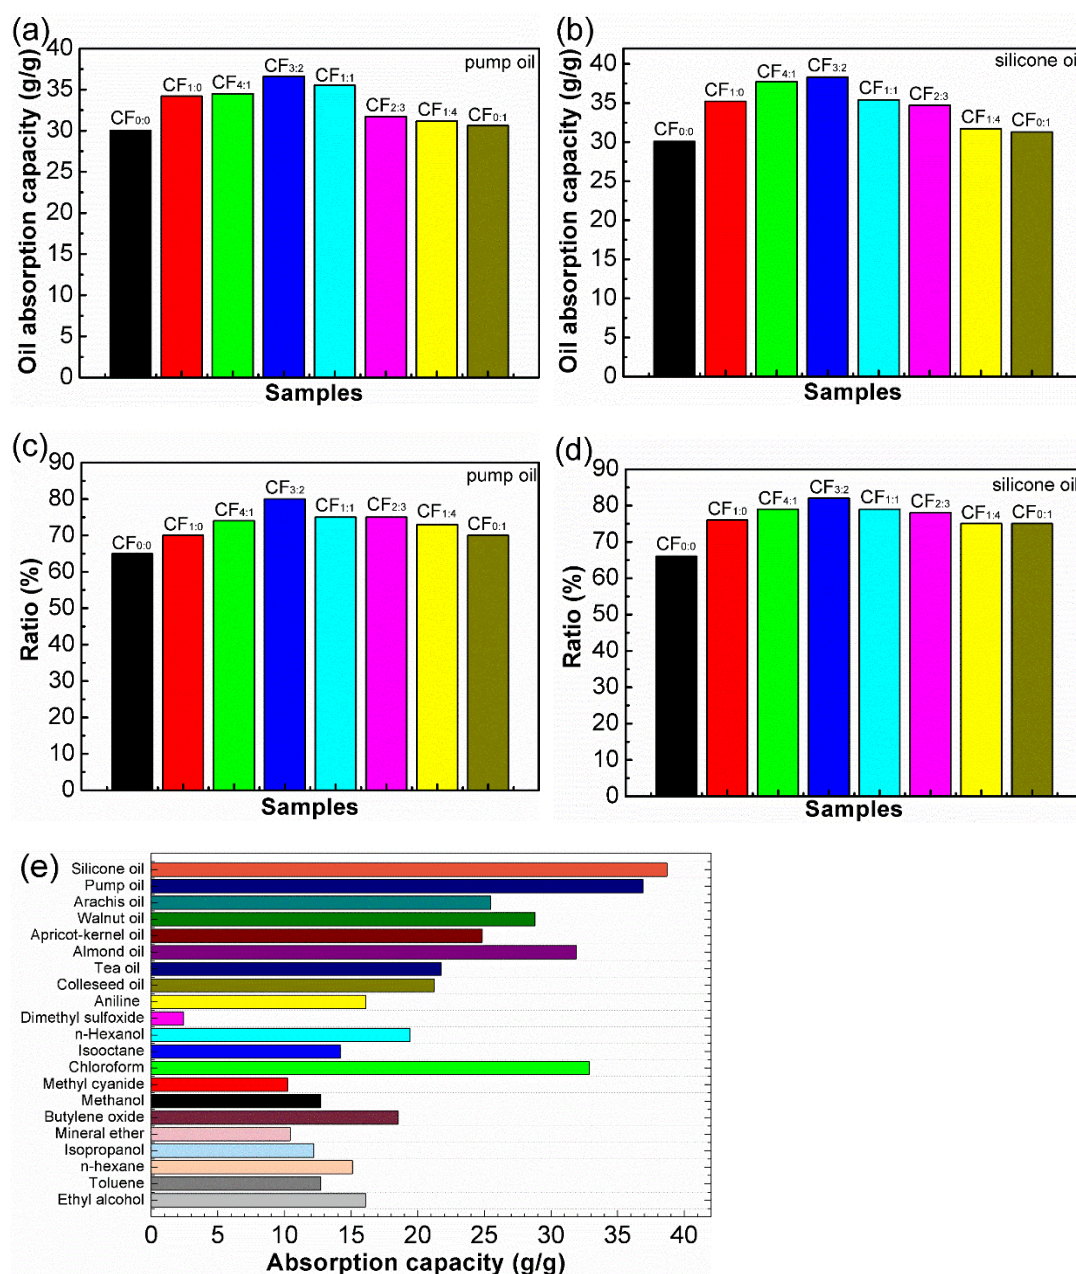 (a)
pump oil
Oil absorption capacity (g/g)
40
35
30
25
20
15
10
5
0
CF0:0
CF1:0
CF4:1
CF3:2
CF1:1
CF2:3
CF1:4
CF0:1
Samples
(b)
silicone oil
Oil absorption capacity (g/g)
40
35
30
25
20
15
10
5
0
CF0:0
CF1:0
CF4:1
CF3:2
CF1:1
CF2:3
CF1:4
CF0:1
Samples
(c)
pump oil
Ratio (%)
90
80
70
60
50
40
30
20
10
0
CF0:0
CF1:0
CF4:1
CF3:2
CF1:1
CF2:3
CF1:4
CF0:1
Samples
(d)
silicone oil
Ratio (%)
90
80
70
60
50
40
30
20
10
0
CF0:0
CF1:0
CF4:1
CF3:2
CF1:1
CF2:3
CF1:4
CF0:1
Samples
(e)
Silicone oil
Pump oil
Arachis oil
Walnut oil
Apricot-kernel oil
Almond oil
Tea oil
Colleseed oil
Aniline
Dimethyl sulfoxide
n-Hexanol
Isooctane
Chloroform
Methyl cyanide
Methanol
Butylene oxide
Mineral ether
Isopropanol
n-hexane
Toluene
Ethyl alcohol
0 5 10 15 20 25 30 35 40
Absorption capacity (g/g)